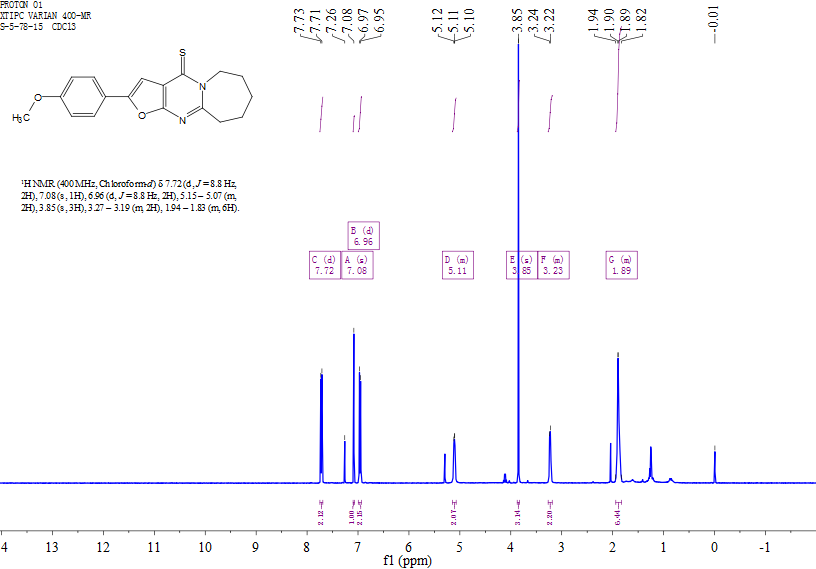 PROTON 01
XTIPC VARIAN 400-MR
S-5-78-15 CDCl3
7.73
7.71
7.26
7.08
6.97
6.95
5.12
5.11
5.10
3.85
3.24
3.22
1.94
1.90
1.89
1.82
-0.01
S
N
O
N
O
H₃C
¹H NMR (400 MHz, Chloroform-d) δ 7.72 (d, J = 8.8 Hz,
2H), 7.08 (s, 1H), 6.96 (d, J = 8.8 Hz, 2H), 5.15 – 5.07 (m,
2H), 3.85 (s, 3H), 3.27 – 3.19 (m, 2H), 1.94 – 1.83 (m, 6H).
B (d)
6.96
C (d)
7.72
A (s)
7.08
D (m)
5.11
E (s)
3.85
F (m)
3.23
G (m)
1.89
2.12
1.00
2.15
2.07
3.14
2.20
6.44
4 13 12 11 10 9 8 7 6 5 4 3 2 1 0 -1
f1 (ppm)